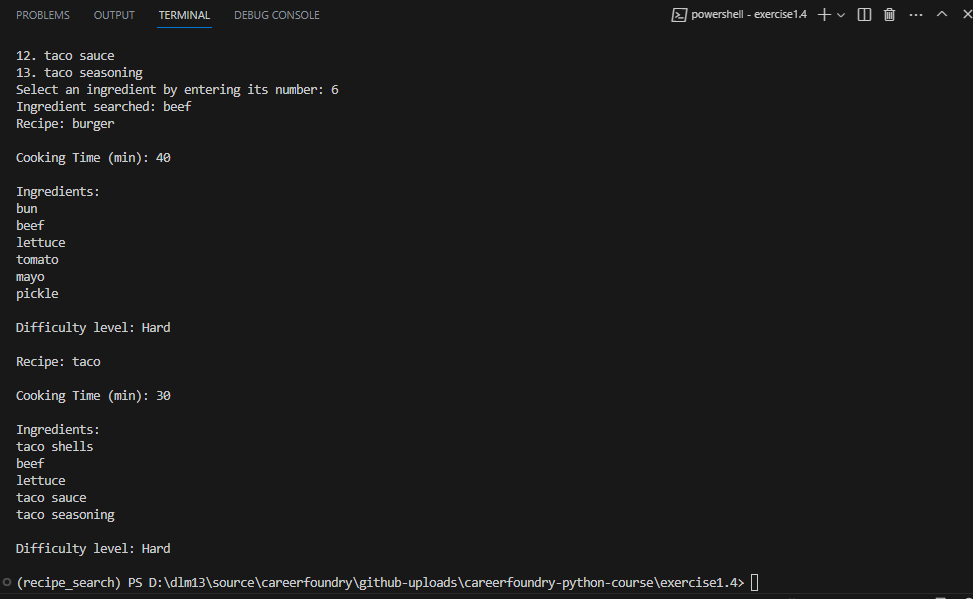 PROBLEMS OUTPUT TERMINAL DEBUG CONSOLE powershell - exercise1.4
12. taco sauce
13. taco seasoning
Select an ingredient by entering its number: 6
Ingredient searched: beef
Recipe: burger
Cooking Time (min): 40
Ingredients:
bun
beef
lettuce
tomato
mayo
pickle
Difficulty level: Hard
Recipe: taco
Cooking Time (min): 30
Ingredients:
taco shells
beef
lettuce
taco sauce
taco seasoning
Difficulty level: Hard
(recipe_search) PS D:\dlm13\source\careerfoundry\github-uploads\careerfoundry-python-course\exercise1.4>